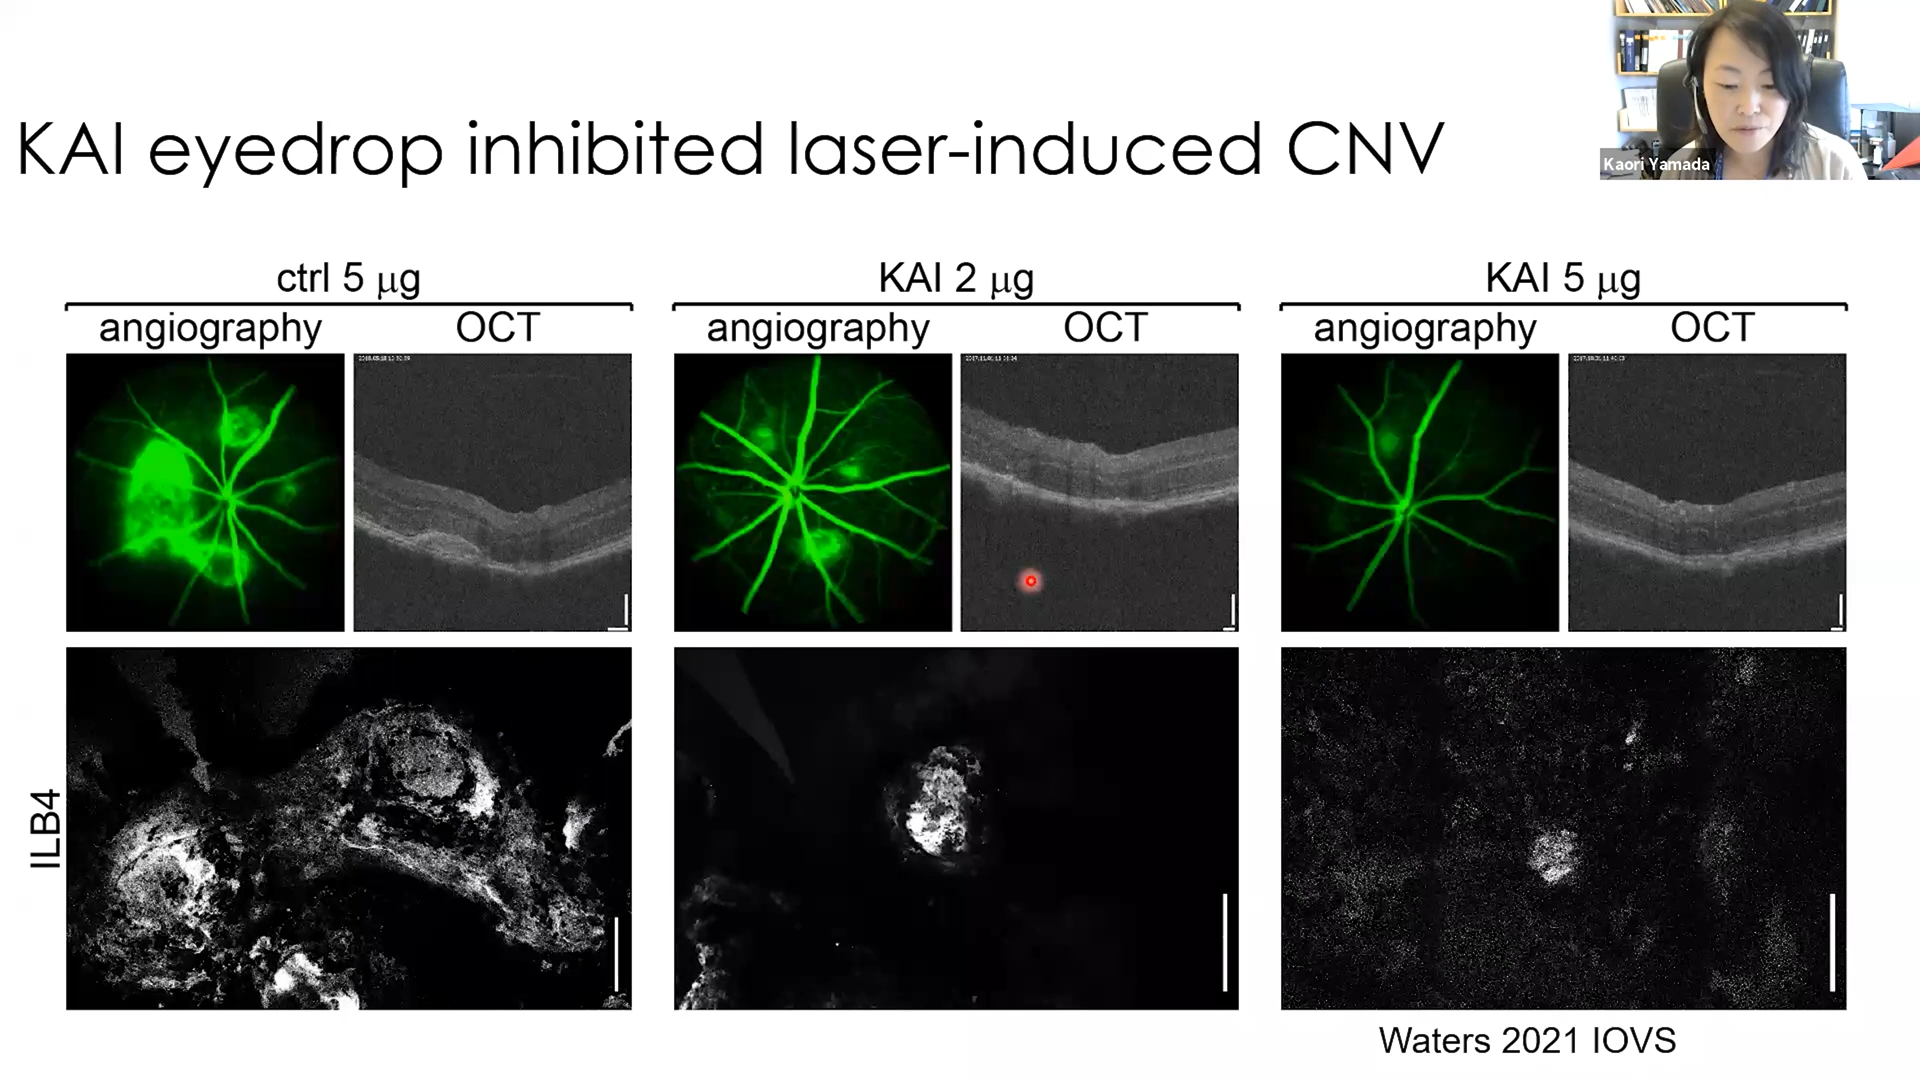 Kaori Yamada
KAI eyedrop inhibited laser-induced CNV
ctrl 5 μg
KAI 2 μg
KAI 5 μg
angiography OCT
angiography OCT
angiography OCT
ILB4
Waters 2021 IOVS